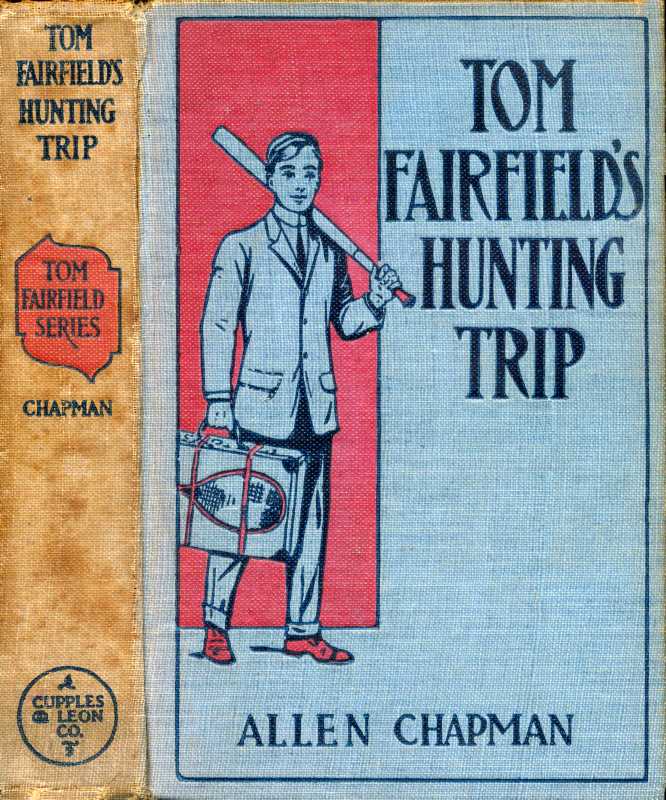 TOM
FAIRFIELD'S
HUNTING
TRIP
TOM
FAIRFIELD
SERIES
CHAPMAN
CUPPLES
& LEON
CO.
TOM
FAIRFIELD'S
HUNTING
TRIP
ALLEN CHAPMAN